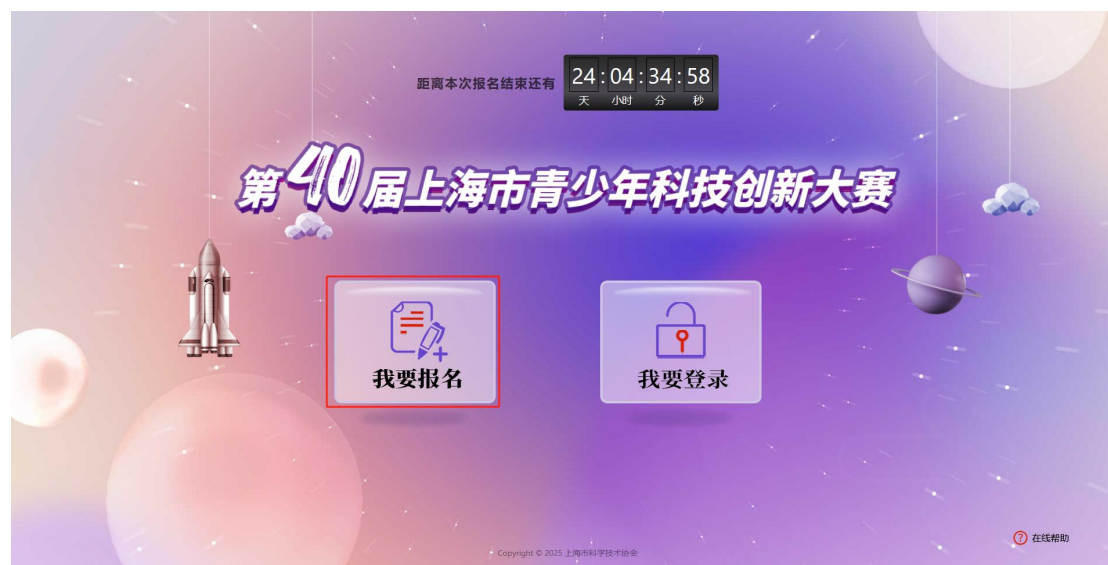 距离本次报名结束还有 24:04:34:58
天 小时 分 秒
第40届上海市青少年科技创新大赛
我要报名
我要登录
? 在线帮助
Copyright © 2025 上海市科学技术协会